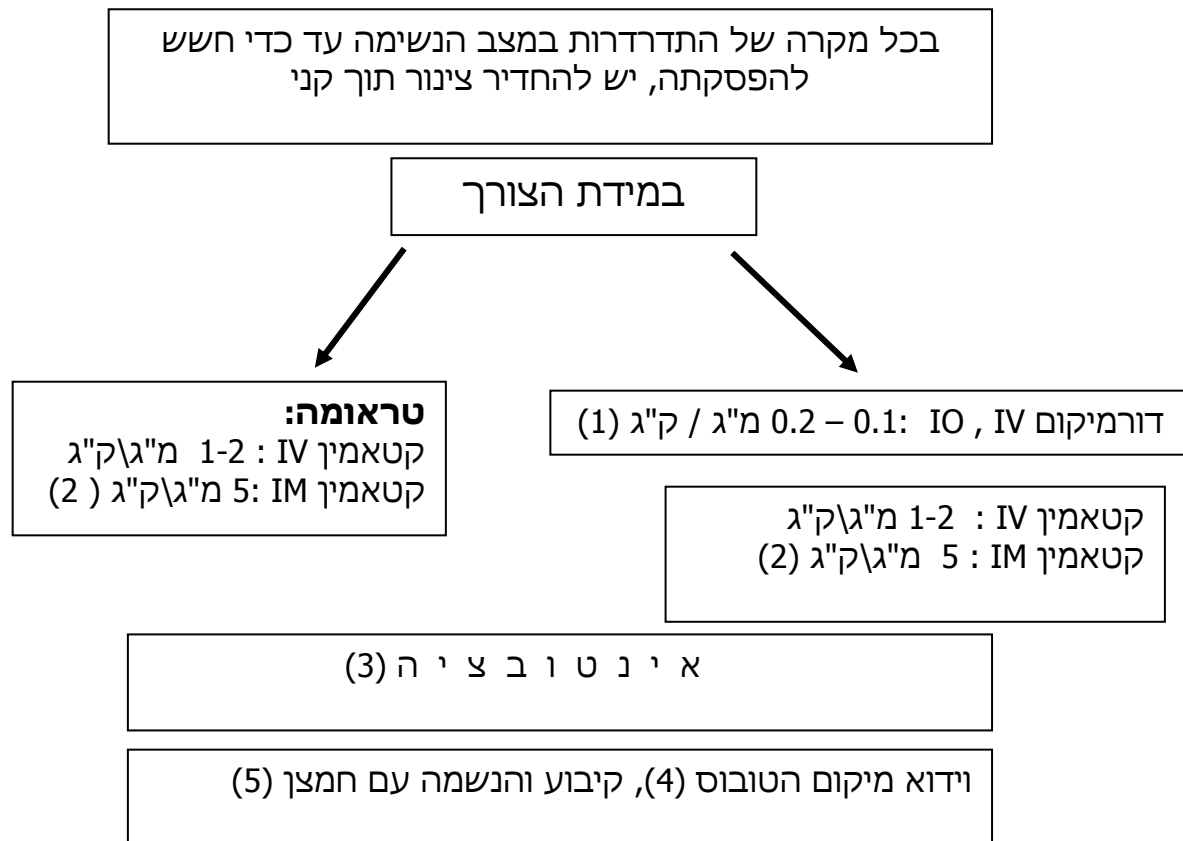 בכל מקרה של התדרדרות במצב הנשימה עד כדי חשש
להפסקתה, יש להחדיר צינור תוך קני
במידת הצורך
דורמיקום IO , IV :‏ 0.1 – 0.2 מ"ג / ק"ג (1)
קטאמין IV : ‏1-2 מ"ג\ק"ג
קטאמין IM : ‏5 מ"ג\ק"ג (2)
טראומה:
קטאמין IV : ‏1-2 מ"ג\ק"ג
קטאמין IM :‏5 מ"ג\ק"ג ( 2)
א י נ ט ו ב צ י ה (3)
וידוא מיקום הטובוס (4), קיבוע והנשמה עם חמצן (5)